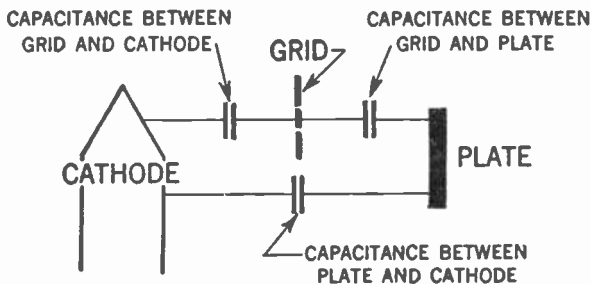 CAPACITANCE BETWEEN
GRID AND CATHODE
GRID
CAPACITANCE BETWEEN
GRID AND PLATE
CATHODE
PLATE
CAPACITANCE BETWEEN
PLATE AND CATHODE